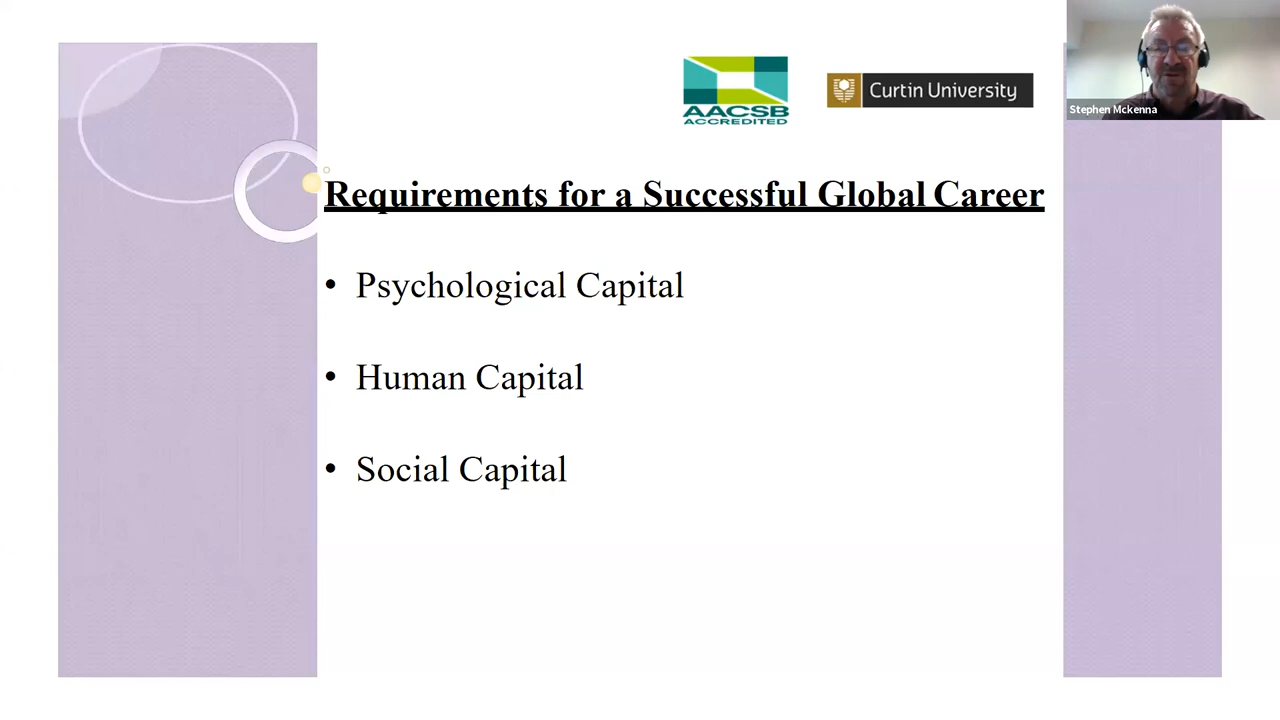 AACSB
ACCREDITED
Curtin University
Stephen Mckenna
Requirements for a Successful Global Career
• Psychological Capital
• Human Capital
• Social Capital